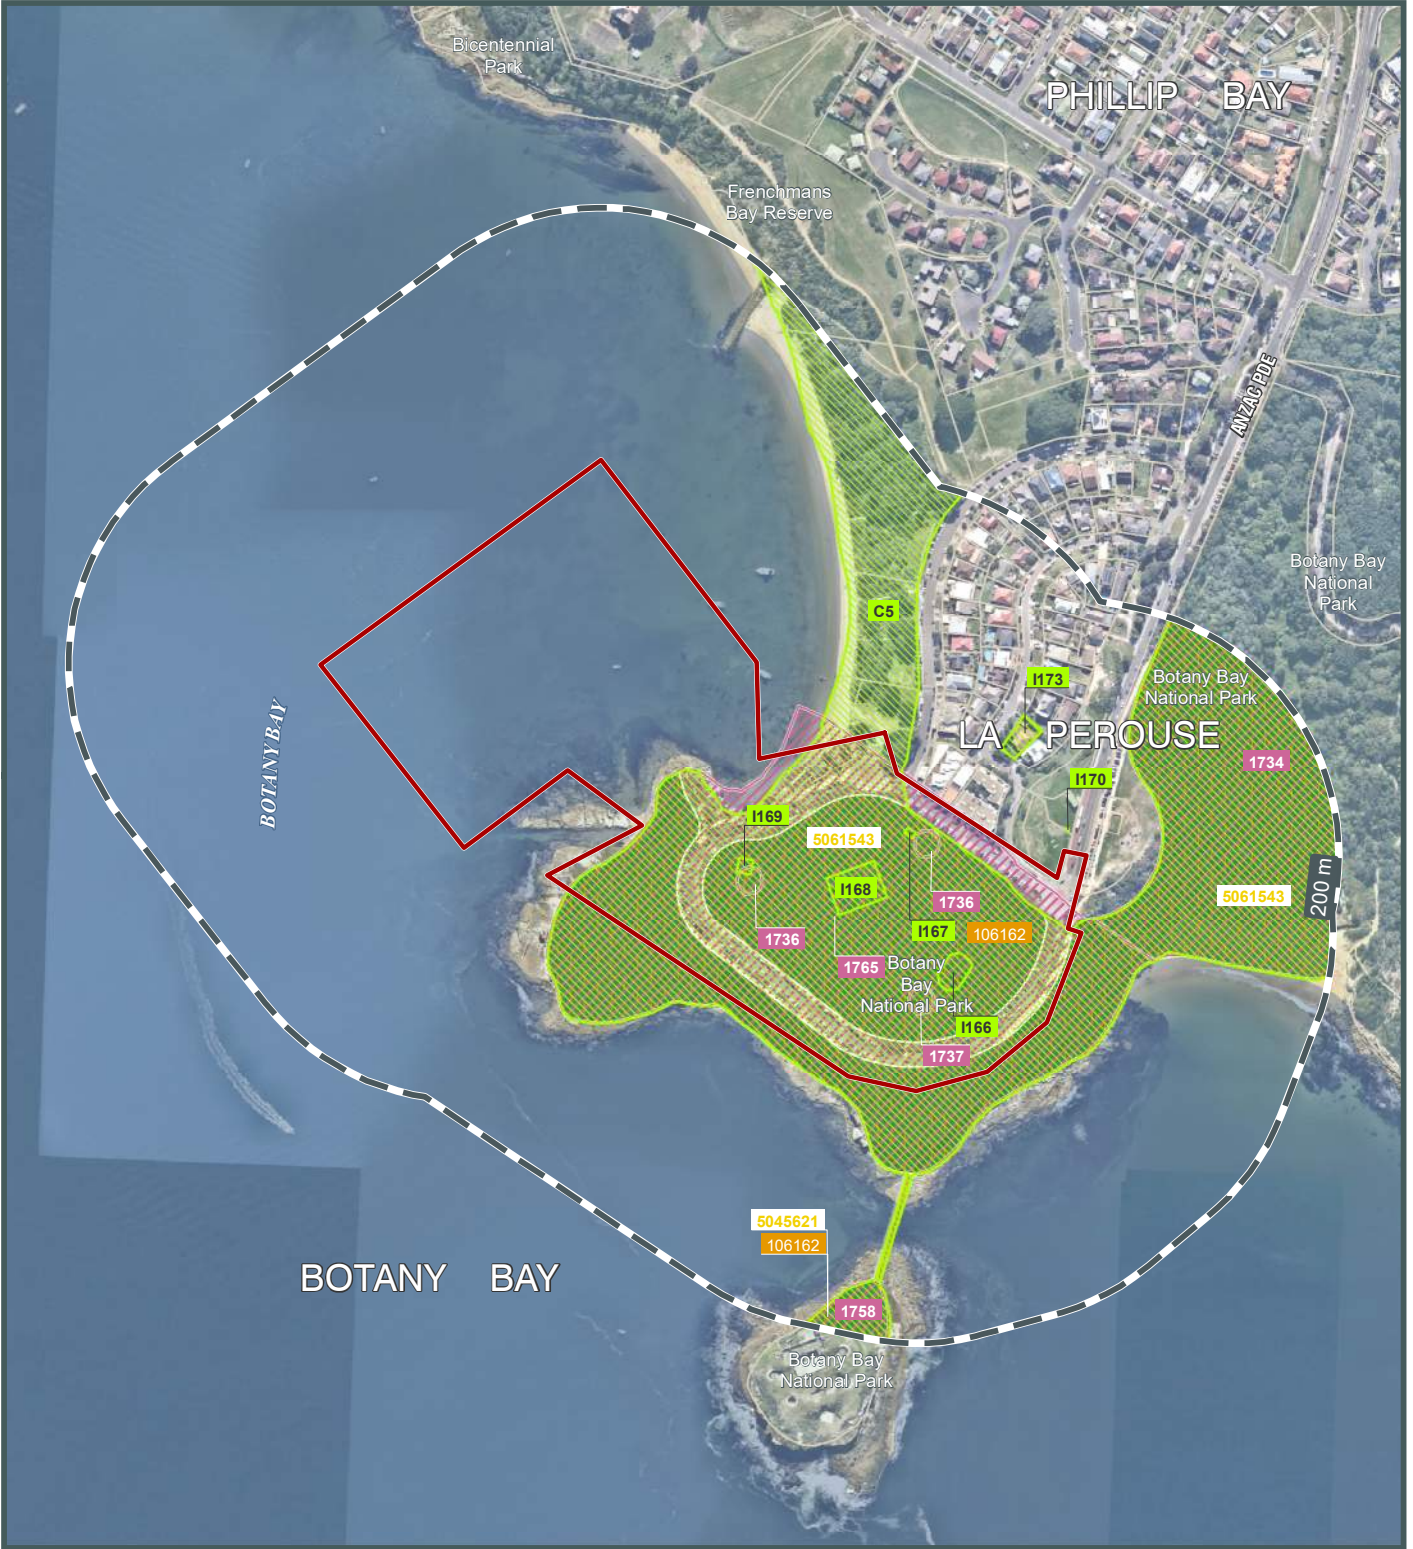 Bicentennial
Park
PHILLIP BAY
Frenchmans
Bay Reserve
ANZAC PDE
Botany Bay
National
Park
C5
I173
Botany Bay
National Park
LA PEROUSE
BOTANY BAY
1734
I170
I169
5061543
I168
5061543
200 m
1736
I167
106162
1736
1765
Botany
Bay
National Park
I166
1737
5045621
106162
BOTANY BAY
1758
Botany Bay
National Park